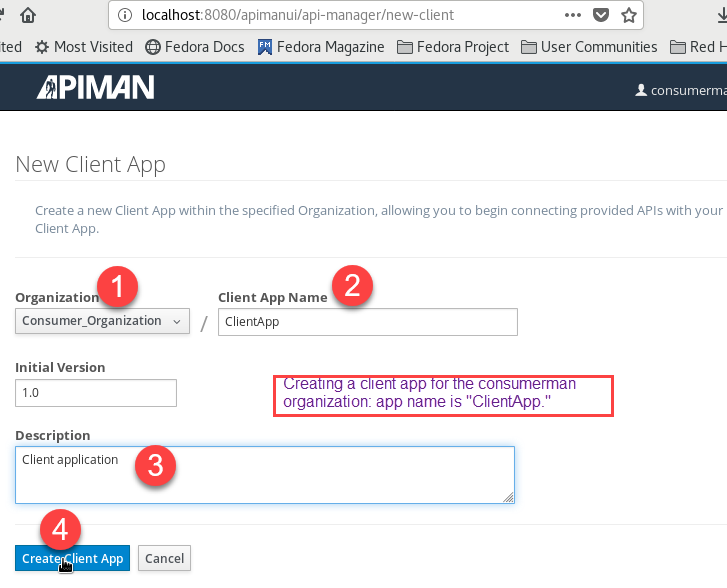 localhost:8080/apimanui/api-manager/new-client
Most Visited Fedora Docs Fedora Magazine Fedora Project User Communities Red
APIMAN
New Client App
Create a new Client App within the specified Organization, allowing you to begin connecting provided APIs with your
Client App.
1
2
Organization Client App Name
Consumer_Organization / ClientApp
Initial Version
1.0
Creating a client app for the consumerman
organization: app name is "ClientApp."
Description
Client application
3
4
Create Client App Cancel